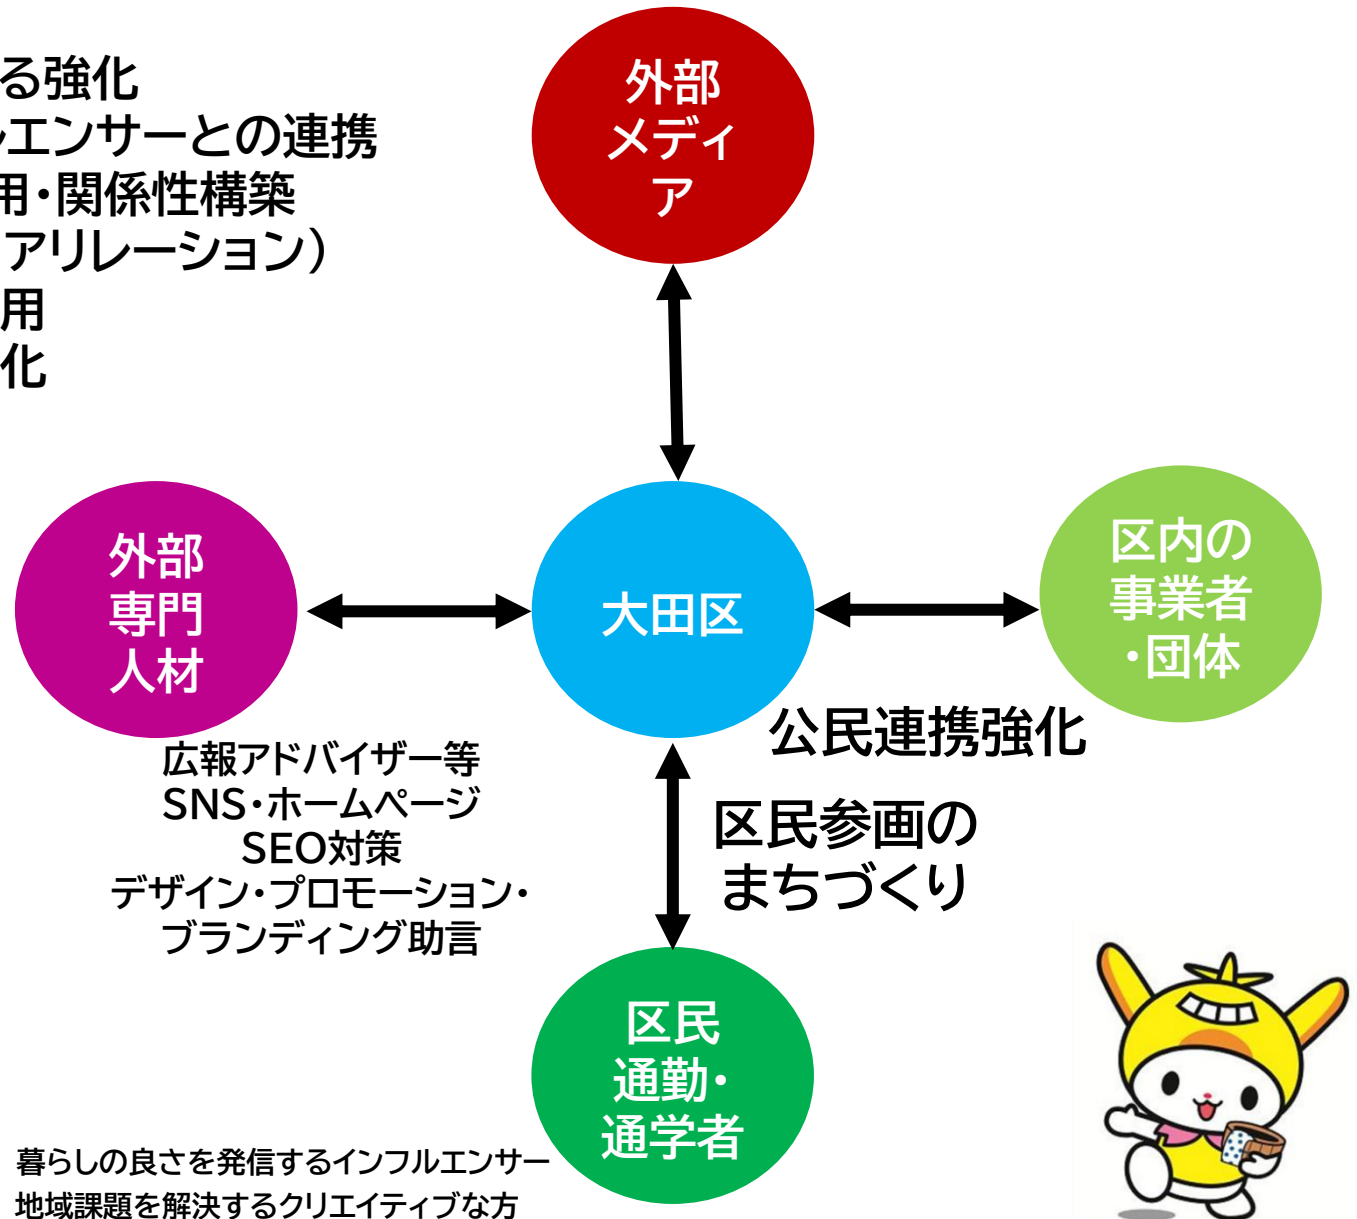 る強化
ルエンサーとの連携
用・関係性構築
ィアリレーション）
用
化
外部
メディ
ア
外部
専門
人材
大田区
区内の
事業者
・団体
公民連携強化
区民参画の
まちづくり
広報アドバイザー等
SNS・ホームページ
SEO対策
デザイン・プロモーション・
ブランディング助言
区民
通勤・
通学者
暮らしの良さを発信するインフルエンサー
地域課題を解決するクリエイティブな方